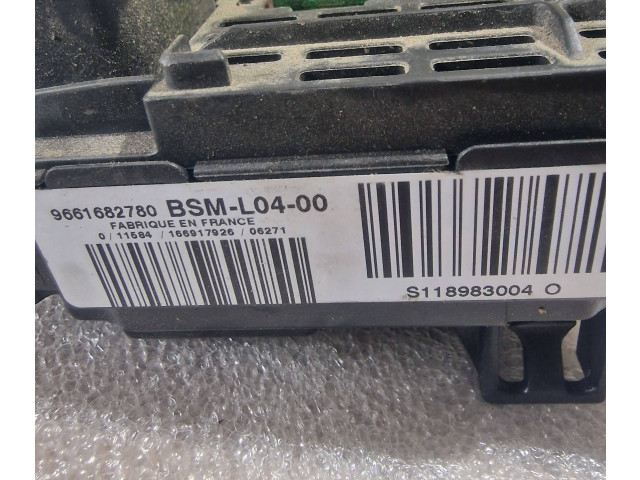 9661682780 BSM-L04-00
FABRIQUE EN FRANCE
0/11584 /166917926 /06271
S118983004 O